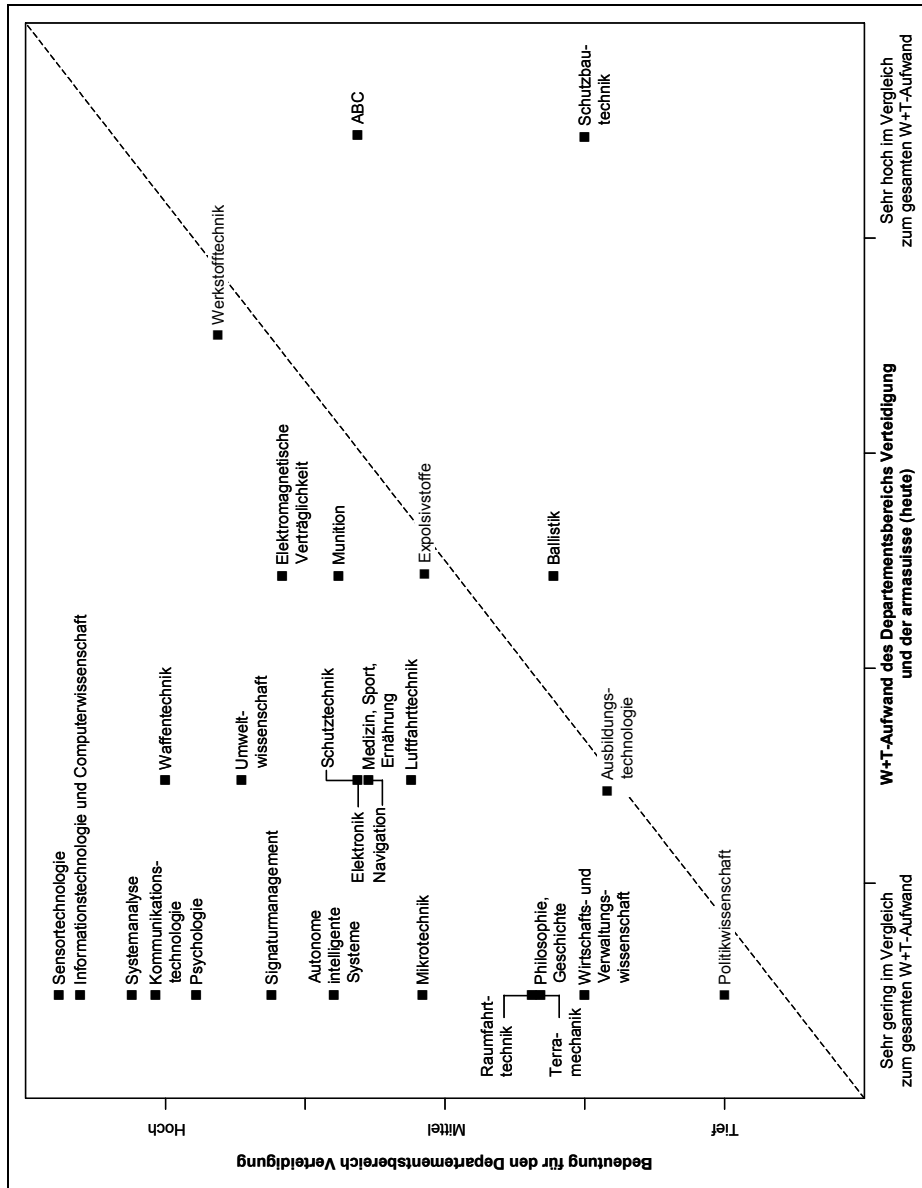 Bedeutung für den Departementsbereich Verteidigung
Hoch
Mittel
Tief
Sensortechnologie
Informationstechnologie und Computerwissenschaft
Systemanalyse
Kommunikations-
technologie
Psychologie
Waffentechnik
Werkstofftechnik
Umwelt-
wissenschaft
Signaturmanagement
Elektromagnetische
Verträglichkeit
Autonome
intelligente
Systeme
Schutztechnik
Elektronik
Munition
ABC
Navigation
Medizin, Sport,
Ernährung
Luftfahrttechnik
Mikrotechnik
Expolsivstoffe
Raumfahrt-
technik
Philosophie,
Geschichte
Terra-
mechanik
Ballistik
Wirtschafts- und
Verwaltungs-
wissenschaft
Ausbildungs-
technologie
Schutzbau-
technik
Politikwissenschaft
Sehr gering im Vergleich
zum gesamten W+T-Aufwand
W+T-Aufwand des Departementsbereichs Verteidigung
und der armasuisse (heute)
Sehr hoch im Vergleich
zum gesamten W+T-Aufwand